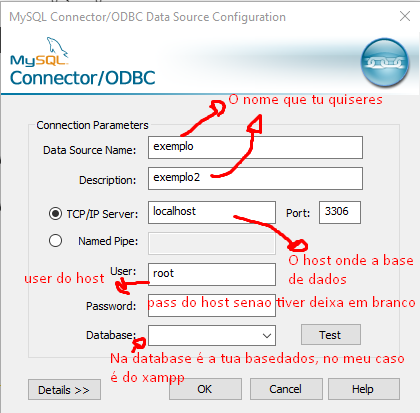 MySQL Connector/ODBC Data Source Configuration
MySQL
Connector/ODBC
O nome que tu quiseres
Connection Parameters
Data Source Name: exemplo
Description: exemplo2
TCP/IP Server: localhost Port: 3306
Named Pipe:
O host onde a base
de dados
User: root
user do host
Password: pass do host senao tiver deixa em branco
Database: Test
Na database é a tua basedados, no meu caso
é do xampp
Details >> OK Cancel Help